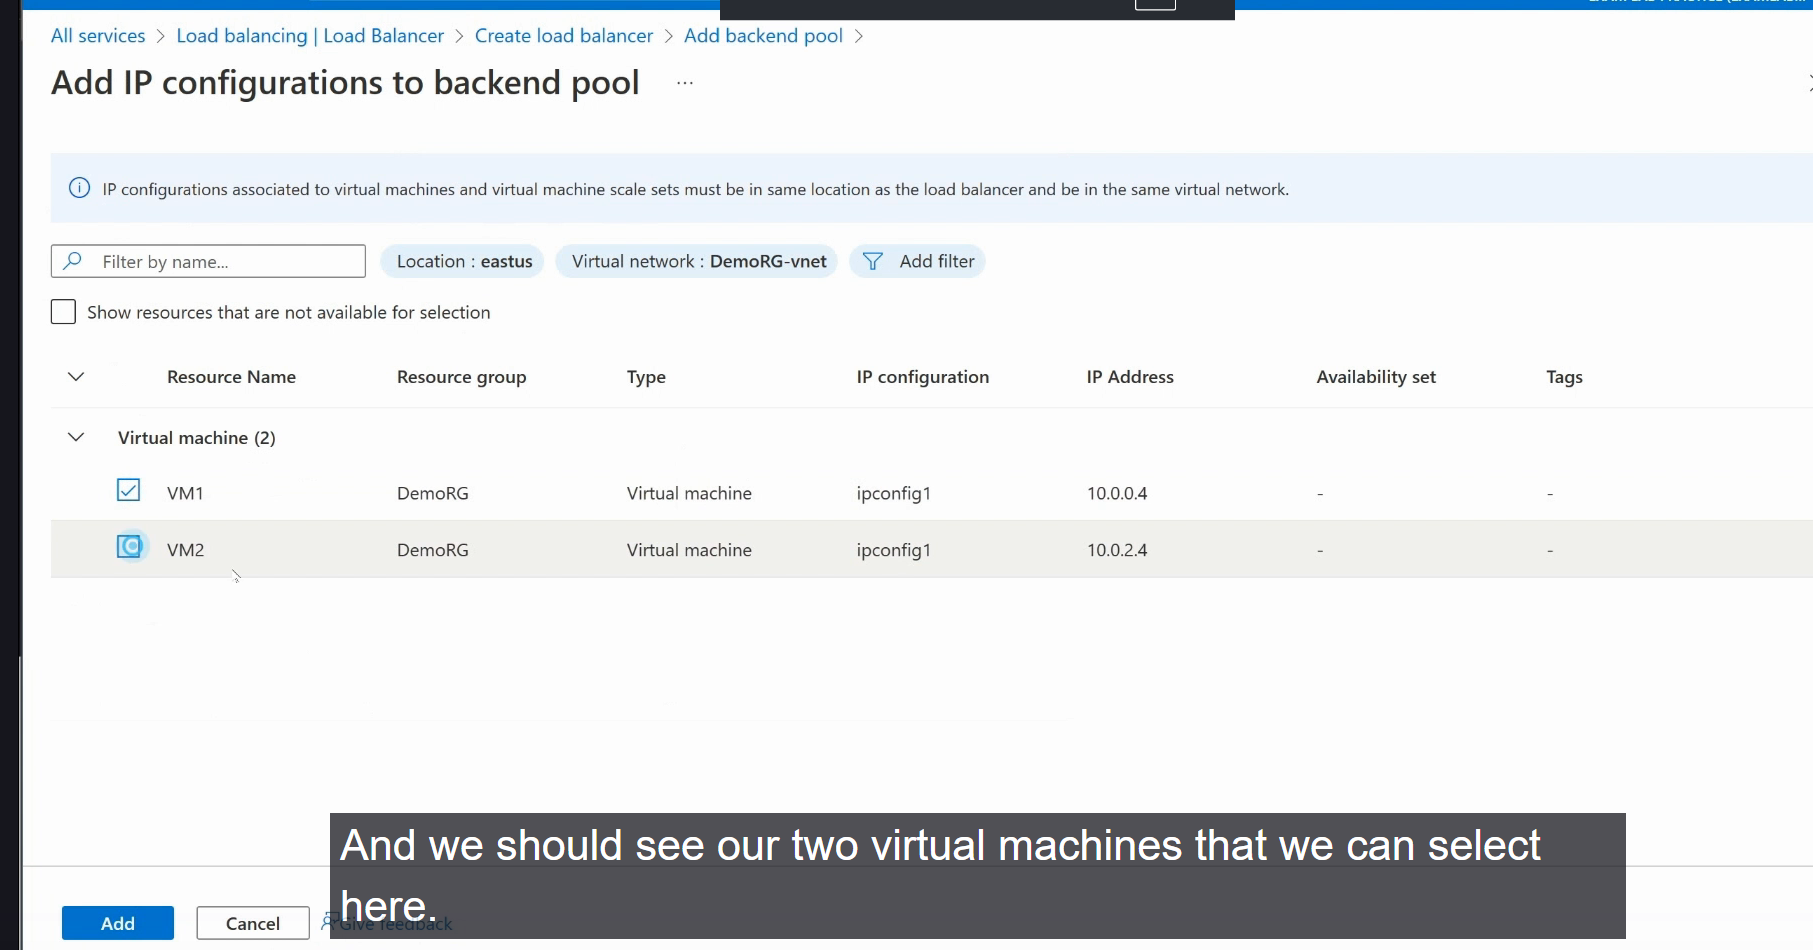 All services > Load balancing | Load Balancer > Create load balancer > Add backend pool >
Add IP configurations to backend pool ...
IP configurations associated to virtual machines and virtual machine scale sets must be in same location as the load balancer and be in the same virtual network.
Filter by name... Location : eastus Virtual network : DemoRG-vnet Add filter
Show resources that are not available for selection
Resource Name Resource group Type IP configuration IP Address Availability set Tags
Virtual machine (2)
VM1 DemoRG Virtual machine ipconfig1 10.0.0.4 - -
VM2 DemoRG Virtual machine ipconfig1 10.0.2.4 - -
And we should see our two virtual machines that we can select
here.
Add Cancel Give feedback